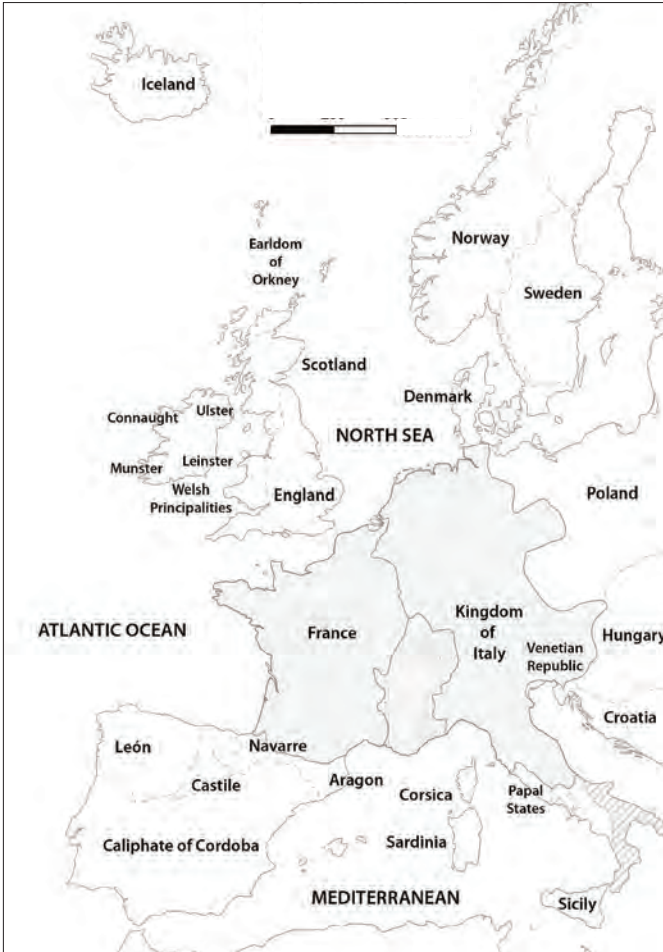 Iceland
Earldom
of
Orkney
Norway
Sweden
Scotland
Denmark
Connaught
Ulster
NORTH SEA
Munster
Leinster
Welsh
Principalities
England
Poland
ATLANTIC OCEAN
France
Kingdom
of
Italy
Venetian
Republic
Hungary
Croatia
León
Navarre
Castile
Aragon
Corsica
Papal
States
Caliphate of Cordoba
Sardinia
MEDITERRANEAN
Sicily